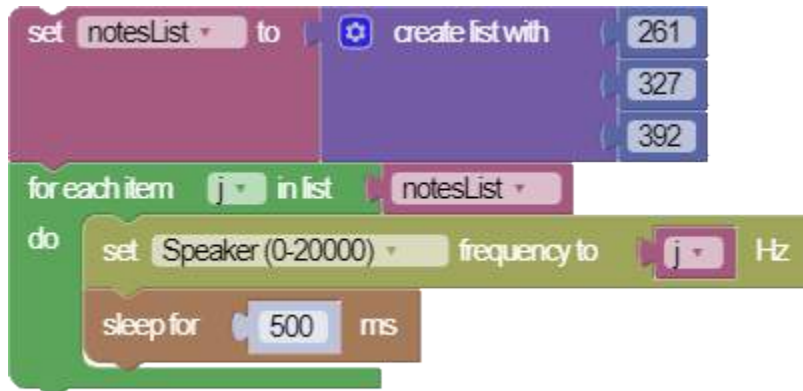 set notesList to create list with 261
327
392
for each item j in list notesList
do set Speaker (0-20000) frequency to j Hz
sleep for 500 ms